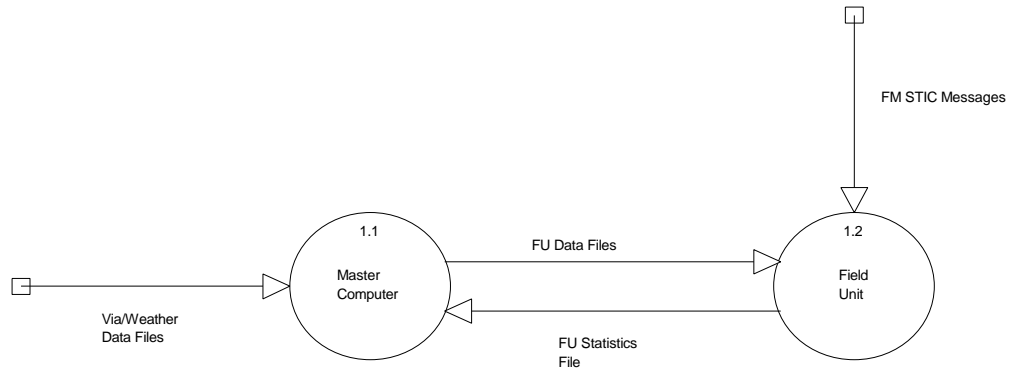 FM STIC Messages
1.1
Master
Computer
FU Data Files
1.2
Field
Unit
Via/Weather
Data Files
FU Statistics
File